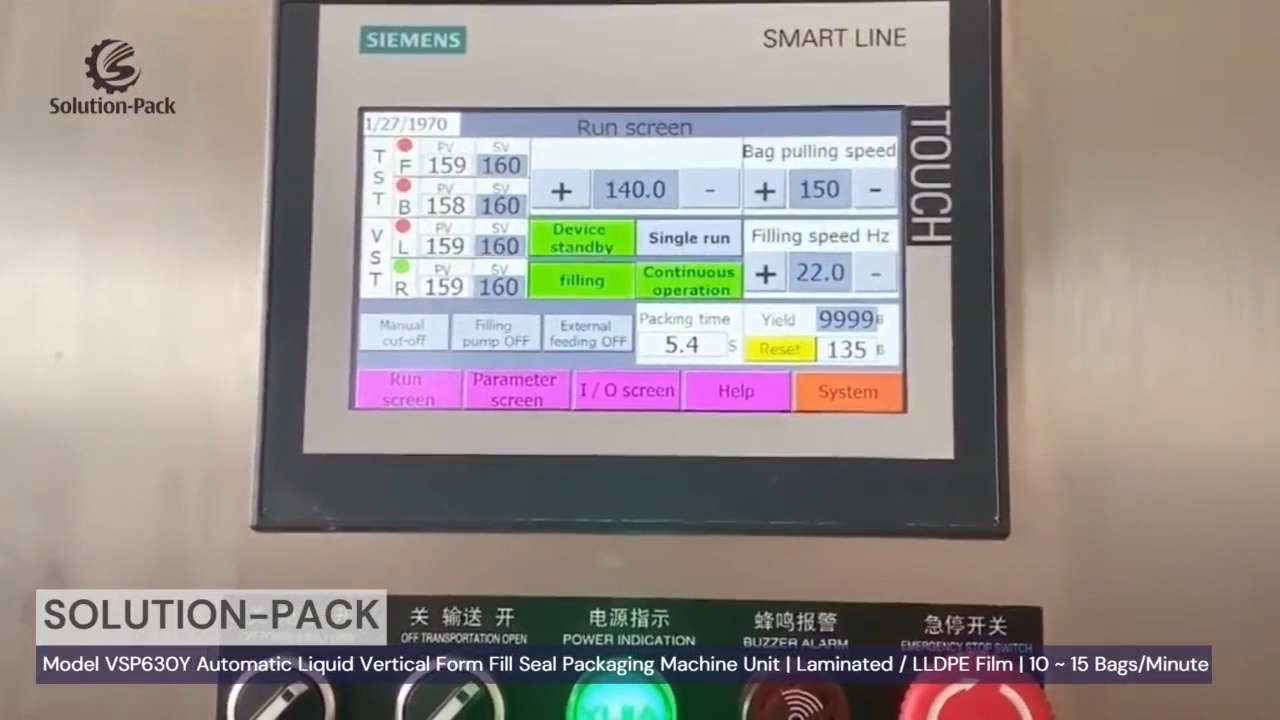 SIEMENS
SMART LINE
TOUCH
Solution-Pack
1/27/1970
Run screen
TST
F
PV
159
SV
160
B
PV
158
SV
160
VST
L
PV
159
SV
160
R
PV
159
SV
160
+ 140.0 -
Bag pulling speed
+ 150 -
Device
standby
Single run
Filling speed Hz
+ 22.0 -
filling
Continuous
operation
Manual
cut-off
Filling
pump OFF
External
feeding OFF
Packing time
5.4 S
Yield 9999 B
Reset 135 B
Run
screen
Parameter
screen
I / O screen
Help
System
SOLUTION-PACK
关 输送 开
OFF TRANSPORTATION OPEN
电源指示
POWER INDICATION
蜂鸣报警
BUZZER ALARM
急停开关
EMERGENCY STOP SWITCH
Model VSP630Y Automatic Liquid Vertical Form Fill Seal Packaging Machine Unit | Laminated / LLDPE Film | 10 ~ 15 Bags/Minute